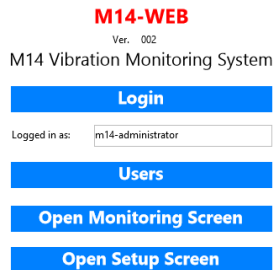 M14-WEB
Ver. 002
M14 Vibration Monitoring System
Login
Logged in as: m14-administrator
Users
Open Monitoring Screen
Open Setup Screen